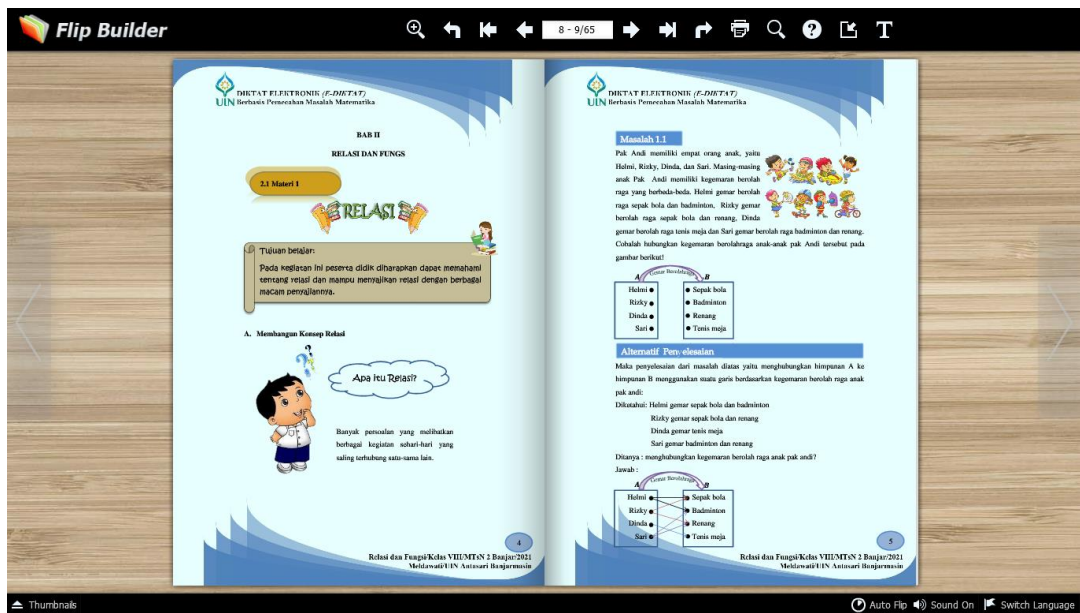 Flip Builder
8 - 9/65
UIN
DIKTAT ELEKTRONIK (E-DIKTAT)
Berbasis Pemecahan Masalah Matematika
BAB II
RELASI DAN FUNGS
2.1 Materi 1
RELASI
Tujuan belajar:
Pada kegiatan ini peserta didik diharapkan dapat memahami
tentang relasi dan mampu menyajikan relasi dengan berbagai
macam penyajiannya.
A. Membangun Konsep Relasi
Apa itu Relasi?
Banyak persoalan yang melibatkan
berbagai kegiatan sehari-hari yang
saling terhubung satu-sama lain.
4
Relasi dan Fungsi/Kelas VIII/MTsN 2 Banjar/2021
Meldawati/UIN Antasari Banjarmasin
UIN
DIKTAT ELEKTRONIK (E-DIKTAT)
Berbasis Pemecahan Masalah Matematika
Masalah 1.1
Pak Andi memiliki empat orang anak, yaitu
Helmi, Rizky, Dinda, dan Sari. Masing-masing
anak Pak Andi memiliki kegemaran berolah
raga yang berbeda-beda. Helmi gemar berolah
raga sepak bola dan badminton, Rizky gemar
berolah raga sepak bola dan renang, Dinda
gemar berolah raga tenis meja dan Sari gemar berolah raga badminton dan renang.
Cobalah hubungkan kegemaran berolahraga anak-anak pak Andi tersebut pada
gambar berikut!
Gemar Berolahraga
A B
Helmi Sepak bola
Rizky Badminton
Dinda Renang
Sari Tenis meja
Alternatif Penyelesaian
Maka penyelesaian dari masalah diatas yaitu menghubungkan himpunan A ke
himpunan B menggunakan suatu garis berdasarkan kegemaran berolah raga anak
pak andi:
Diketahui: Helmi gemar sepak bola dan badminton
Rizky gemar sepak bola dan renang
Dinda gemar tenis meja
Sari gemar badminton dan renang
Ditanya : menghubungkan kegemaran berolah raga anak pak andi?
Jawab :
Gemar Berolahraga
A B
Helmi Sepak bola
Rizky Badminton
Dinda Renang
Sari Tenis meja
5
Relasi dan Fungsi/Kelas VIII/MTsN 2 Banjar/2021
Meldawati/UIN Antasari Banjarmasin
Thumbnails
Auto Flip Sound On Switch Language